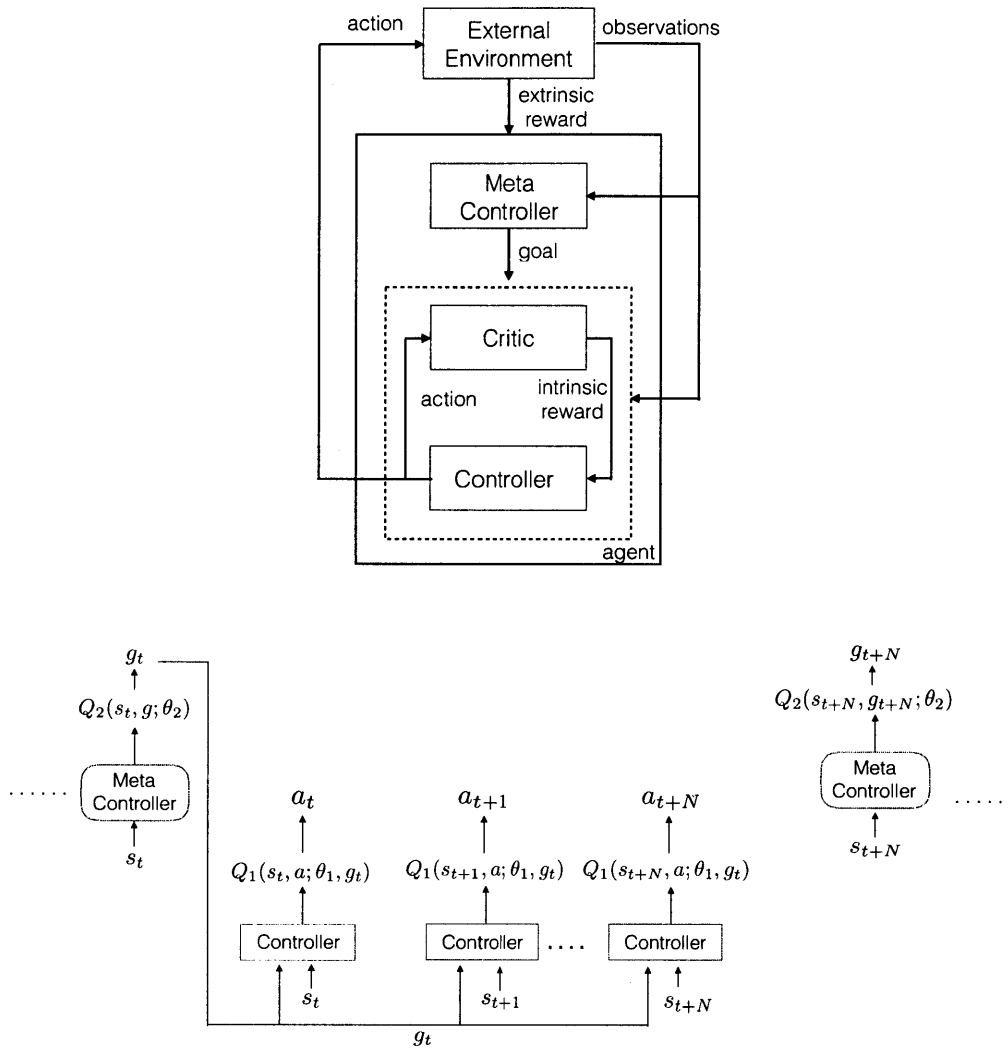 action
External
Environment
observations
extrinsic
reward
Meta
Controller
goal
Critic
action
intrinsic
reward
Controller
agent
g_t
Q_2(s_t, g; θ_2)
Meta
Controller
......
s_t
g_{t+N}
Q_2(s_{t+N}, g_{t+N}; θ_2)
Meta
Controller
.....
s_{t+N}
a_t
a_{t+1}
a_{t+N}
Q_1(s_t, a; θ_1, g_t)
Q_1(s_{t+1}, a; θ_1, g_t)
Q_1(s_{t+N}, a; θ_1, g_t)
Controller
Controller
....
Controller
s_t
s_{t+1}
s_{t+N}
g_t